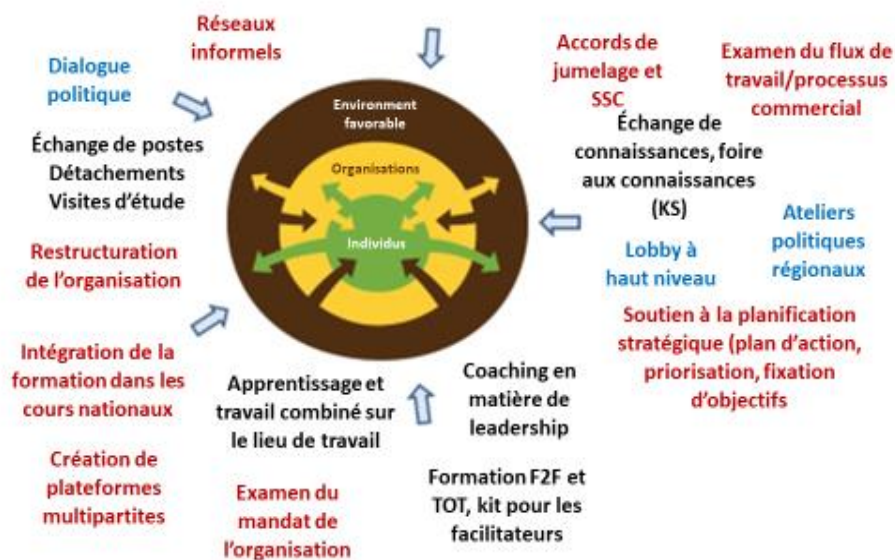 Réseaux
informels
Dialogue
politique
Échange de postes
Détachements
Visites d'étude
Restructuration
de l'organisation
Intégration de la
formation dans les
cours nationaux
Création de
plateformes
multipartites
Environment
favorable
Organisations
Individus
Apprentissage et
travail combiné sur
le lieu de travail
Examen du
mandat de
l'organisation
Coaching en
matière de
leadership
Formation F2F et
TOT, kit pour les
facilitateurs
Accords de
jumelage et
SSC
Examen du flux de
travail/processus
commercial
Échange de
connaissances, foire
aux connaissances
(KS)
Lobby à
haut niveau
Ateliers
politiques
régionaux
Soutien à la planification
stratégique (plan d'action,
priorisation, fixation
d'objectifs